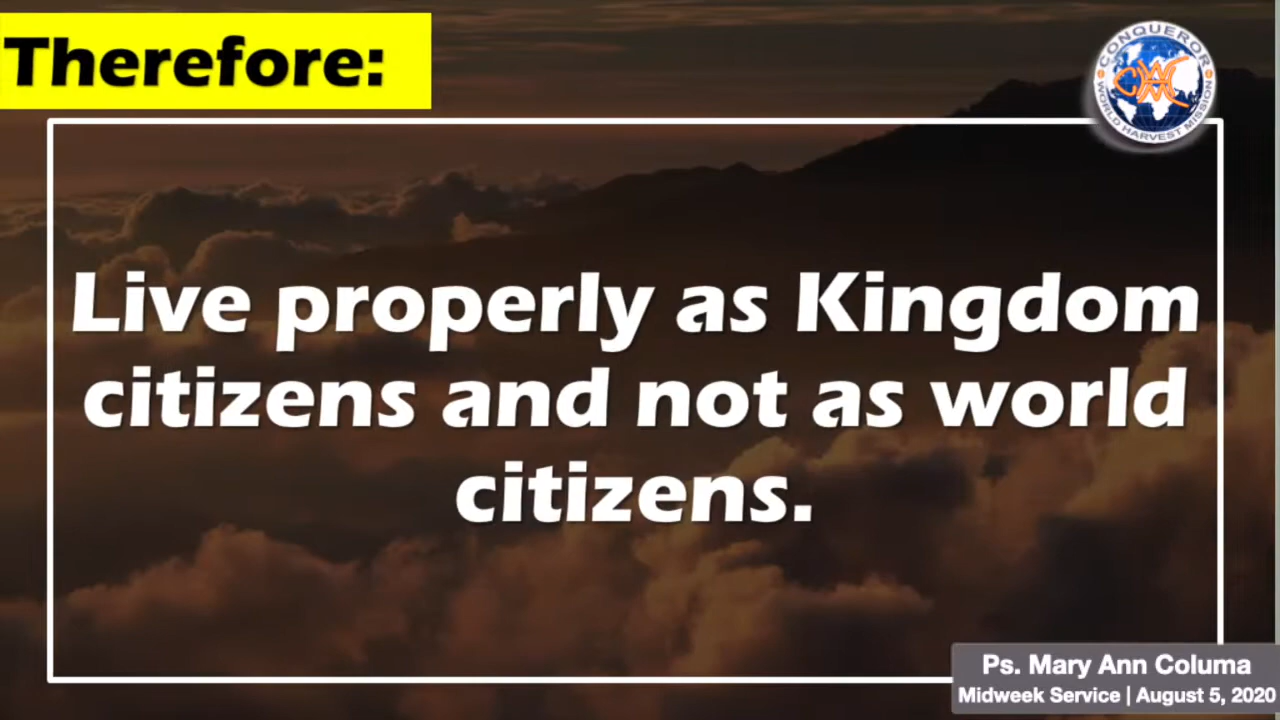 Therefore:
CONQUEROR
CWHM
WORLD HARVEST MISSION
Live properly as Kingdom
citizens and not as world
citizens.
Ps. Mary Ann Columa
Midweek Service | August 5, 2020